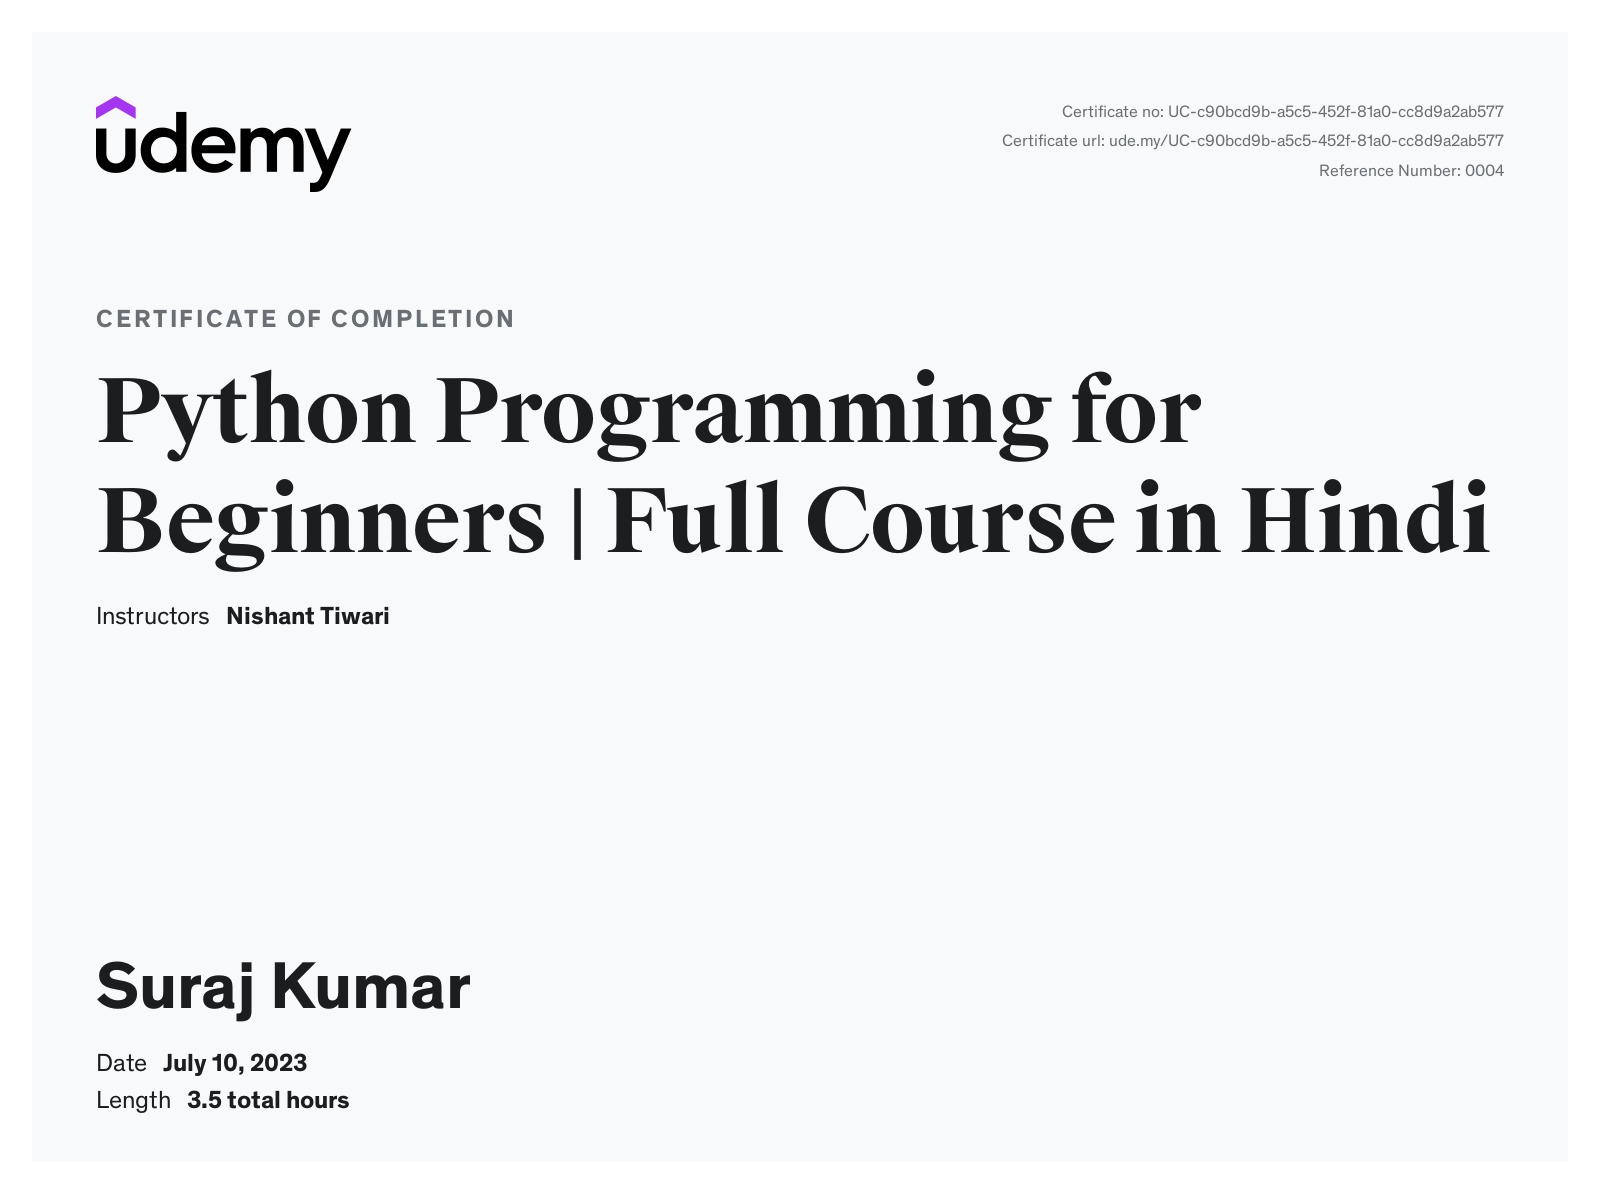 udemy
Certificate no: UC-c90bcd9b-a5c5-452f-81a0-cc8d9a2ab577
Certificate url: ude.my/UC-c90bcd9b-a5c5-452f-81a0-cc8d9a2ab577
Reference Number: 0004
CERTIFICATE OF COMPLETION
Python Programming for
Beginners | Full Course in Hindi
Instructors Nishant Tiwari
Suraj Kumar
Date July 10, 2023
Length 3.5 total hours